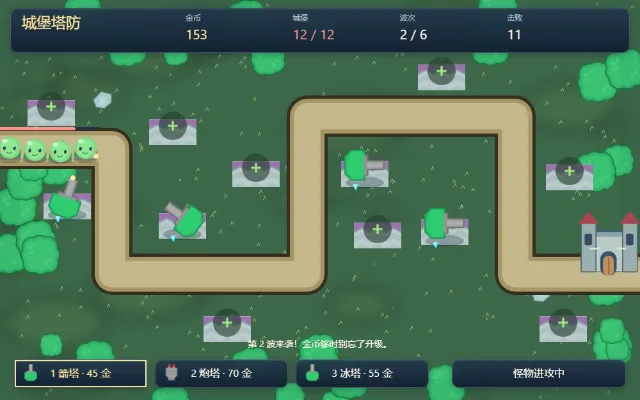 城堡塔防
金币
153
城堡
12 / 12
波次
2 / 6
击败
11
第 2 波来袭！金币够时别忘了升级。
1 箭塔 · 45 金
2 炮塔 · 70 金
3 冰塔 · 55 金
怪物进攻中